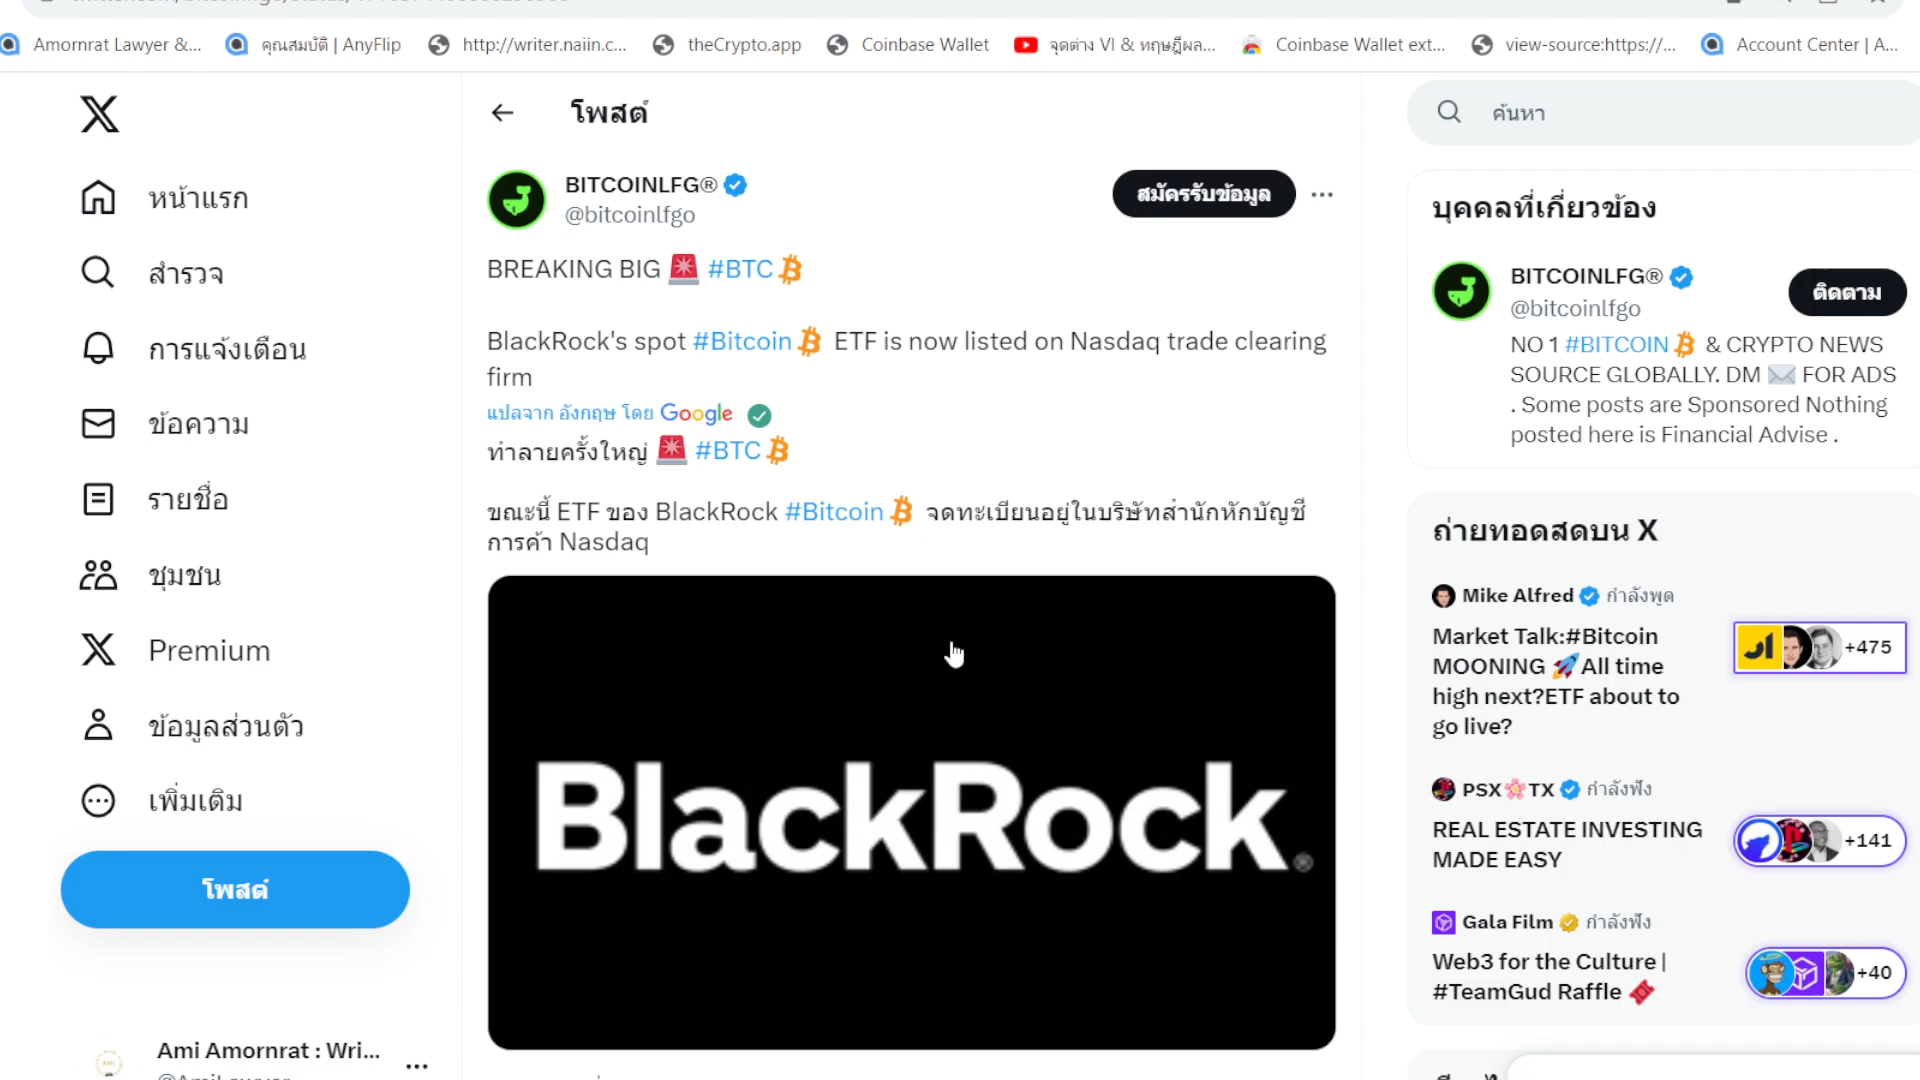 Amornrat Lawyer &...
คุณสมบัติ | AnyFlip
http://writer.naiin.c...
theCrypto.app
Coinbase Wallet
จุดต่าง VI & ทฤษฎีผล...
Coinbase Wallet ext...
view-source:https://...
Account Center | A...
X
หน้าแรก
สำรวจ
การแจ้งเตือน
ข้อความ
รายชื่อ
ชุมชน
Premium
ข้อมูลส่วนตัว
เพิ่มเติม
โพสต์
Ami Amornrat : Wri...
โพสต์
BITCOINLFG®
@bitcoinlfgo
สมัครรับข้อมูล
BREAKING BIG 🚨 #BTC
BlackRock's spot #Bitcoin ETF is now listed on Nasdaq trade clearing
firm
แปลจาก อังกฤษ โดย Google
ทำลายครั้งใหญ่ 🚨 #BTC
ขณะนี้ ETF ของ BlackRock #Bitcoin จดทะเบียนอยู่ในบริษัทสำนักหักบัญชี
การค้า Nasdaq
BlackRock.
ค้นหา
บุคคลที่เกี่ยวข้อง
BITCOINLFG®
@bitcoinlfgo
ติดตาม
NO 1 #BITCOIN & CRYPTO NEWS
SOURCE GLOBALLY. DM ✉️ FOR ADS
. Some posts are Sponsored Nothing
posted here is Financial Advise .
ถ่ายทอดสดบน X
Mike Alfred กำลังพูด
Market Talk:#Bitcoin
MOONING 🚀All time
high next?ETF about to
go live?
+475
PSX🌸TX กำลังฟัง
REAL ESTATE INVESTING
MADE EASY
+141
Gala Film กำลังฟัง
Web3 for the Culture |
#TeamGud Raffle
+40